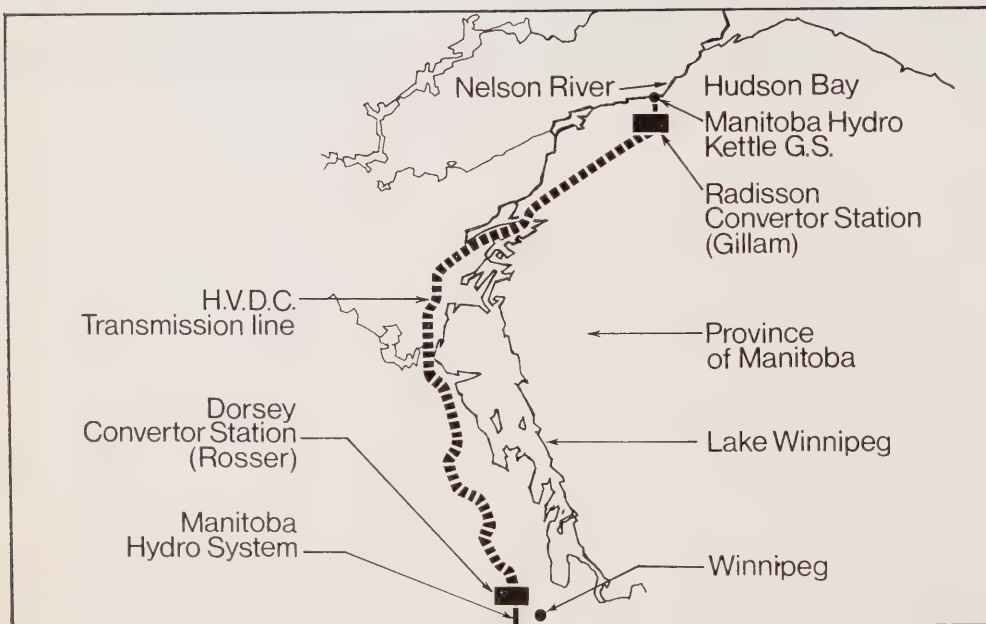 Nelson River
Hudson Bay
Manitoba Hydro
Kettle G.S.
Radisson
Convertor Station
(Gillam)
H.V.D.C.
Transmission line
Province
of Manitoba
Dorsey
Convertor Station
(Rosser)
Lake Winnipeg
Manitoba
Hydro System
Winnipeg